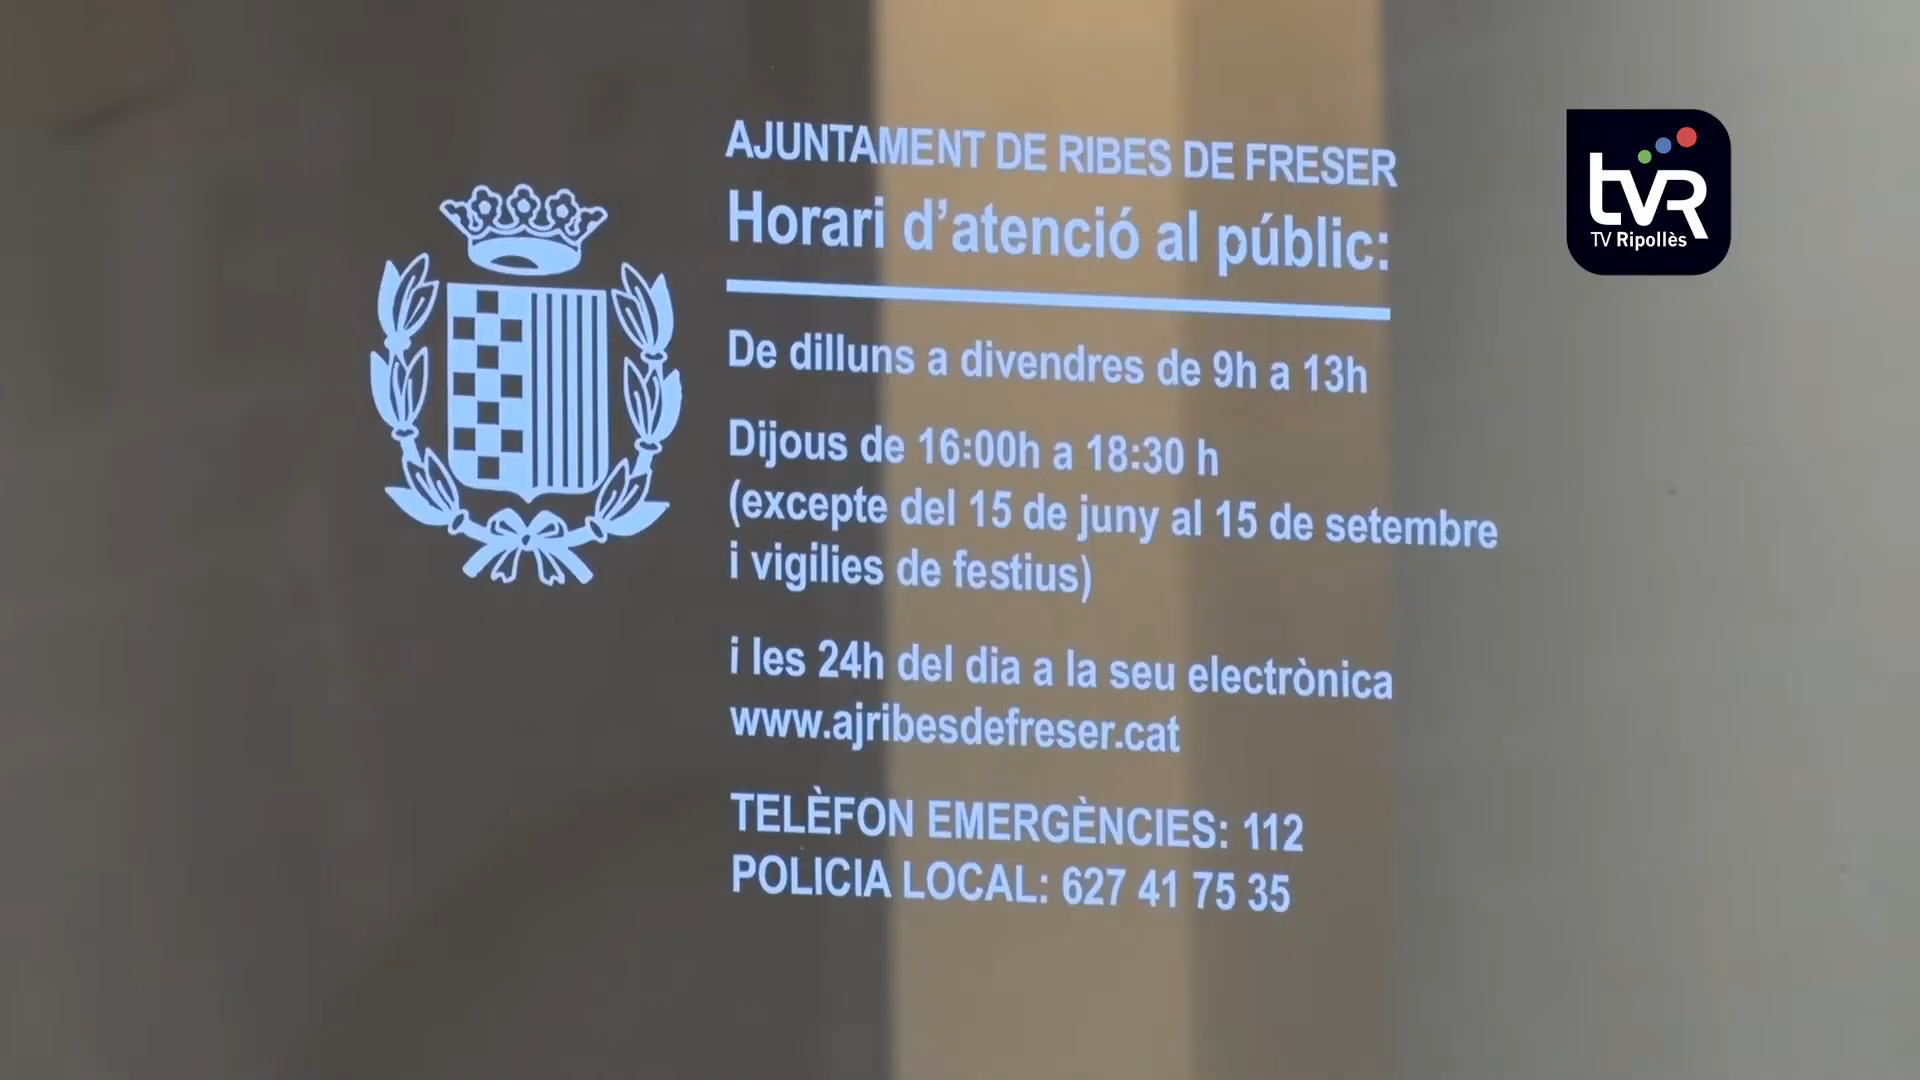 AJUNTAMENT DE RIBES DE FRESER
Horari d'atenció al públic:
De dilluns a divendres de 9h a 13h
Dijous de 16:00h a 18:30 h
(excepte del 15 de juny al 15 de setembre
i vigilies de festius)
i les 24h del dia a la seu electrònica
www.ajribesdefreser.cat
TELÈFON EMERGÈNCIES: 112
POLICIA LOCAL: 627 41 75 35
tvR
TV Ripollès